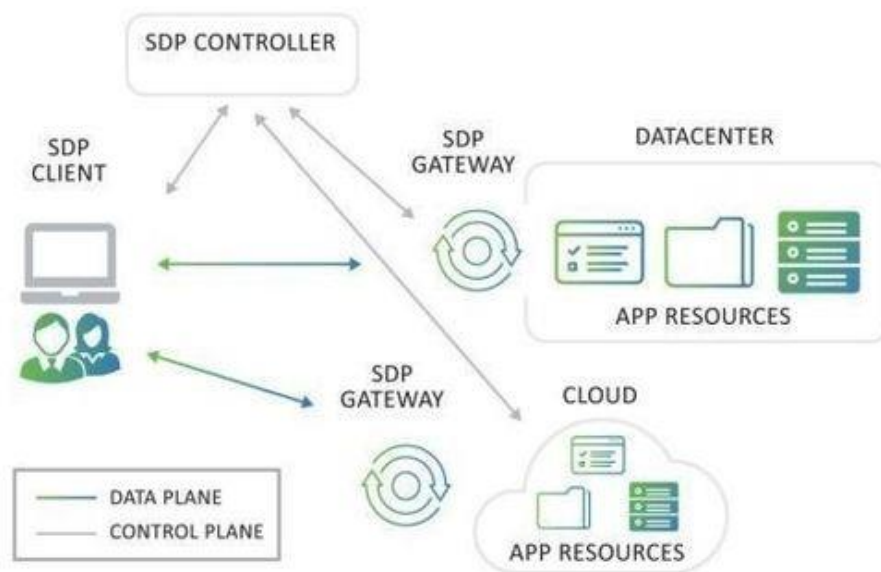 SDP CONTROLLER
SDP
CLIENT
SDP
GATEWAY
DATACENTER
APP RESOURCES
SDP
GATEWAY
CLOUD
APP RESOURCES
DATA PLANE
CONTROL PLANE